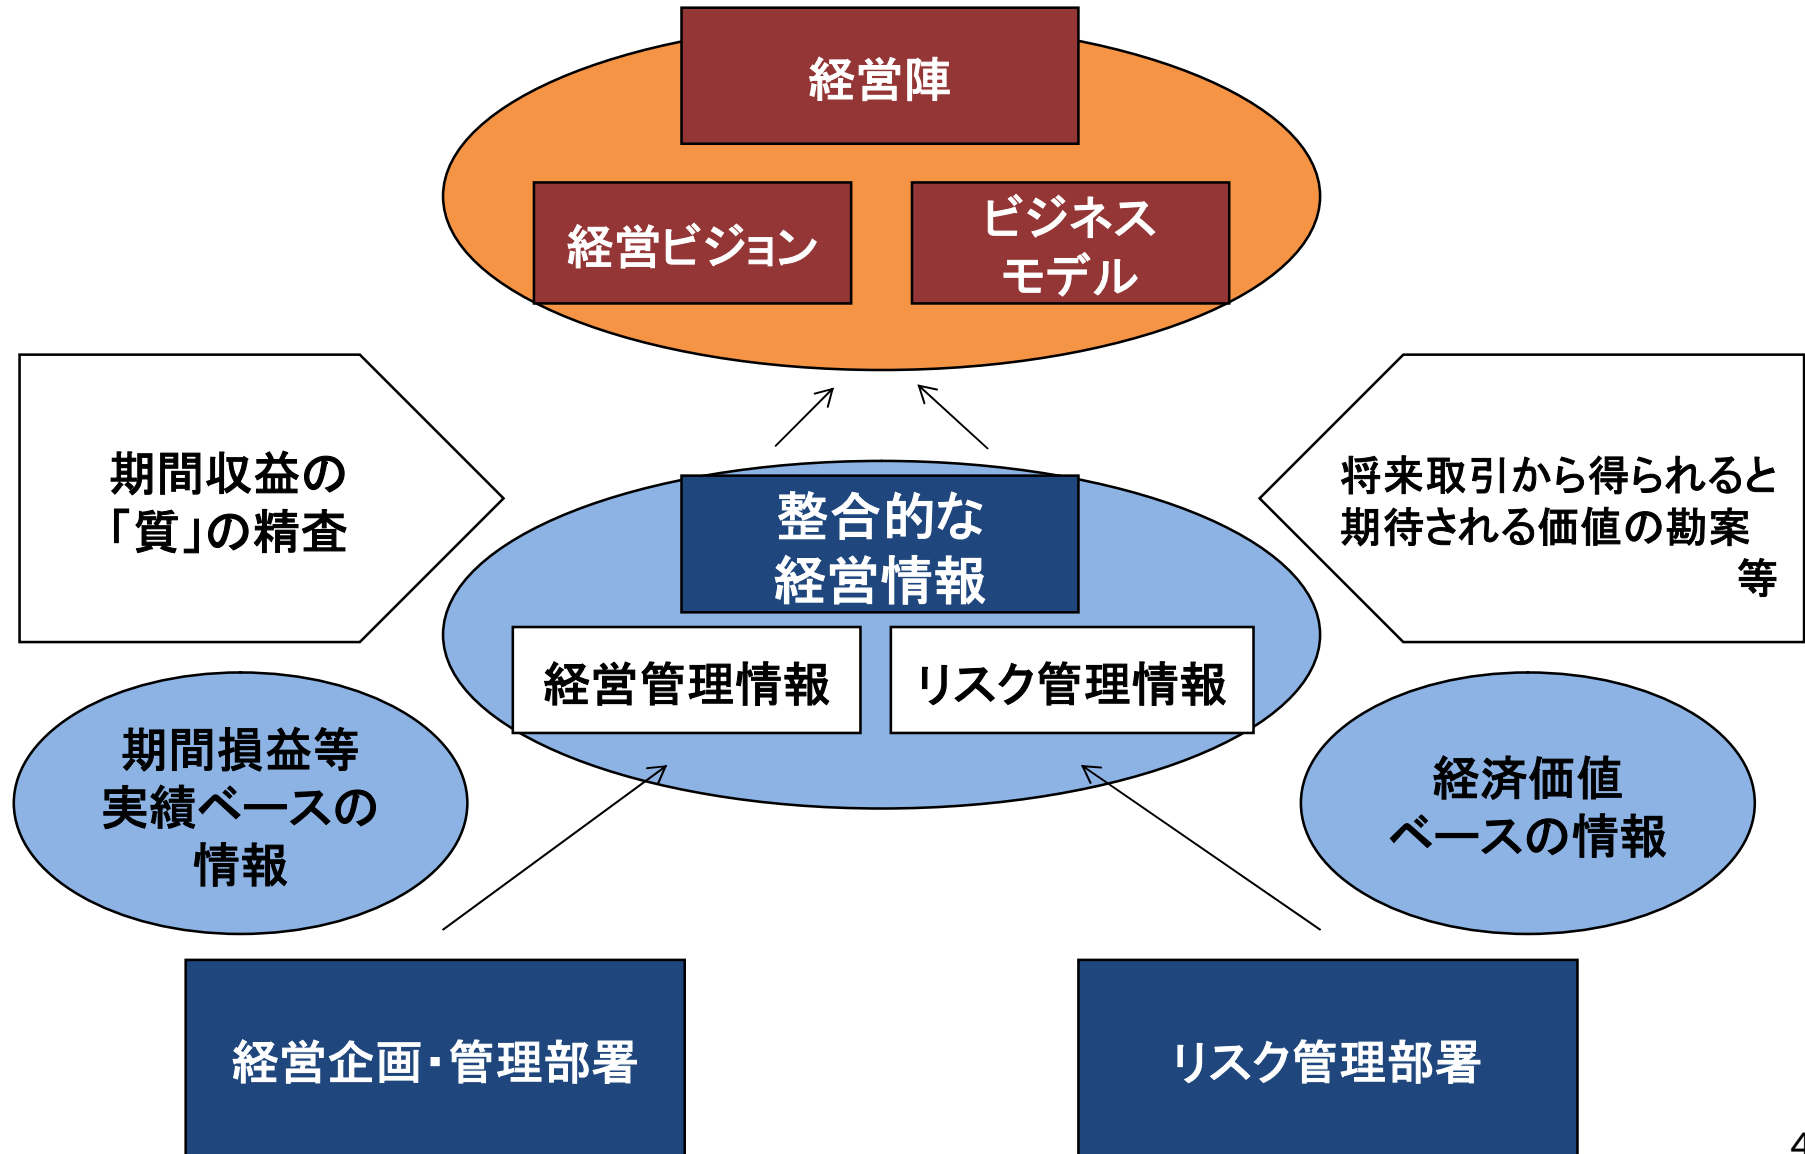 経営陣
経営ビジョン
ビジネス
モデル
期間収益の
「質」の精査
整合的な
経営情報
将来取引から得られると
期待される価値の勘案
等
経営管理情報
リスク管理情報
期間損益等
実績ベースの
情報
経済価値
ベースの情報
経営企画・管理部署
リスク管理部署
4